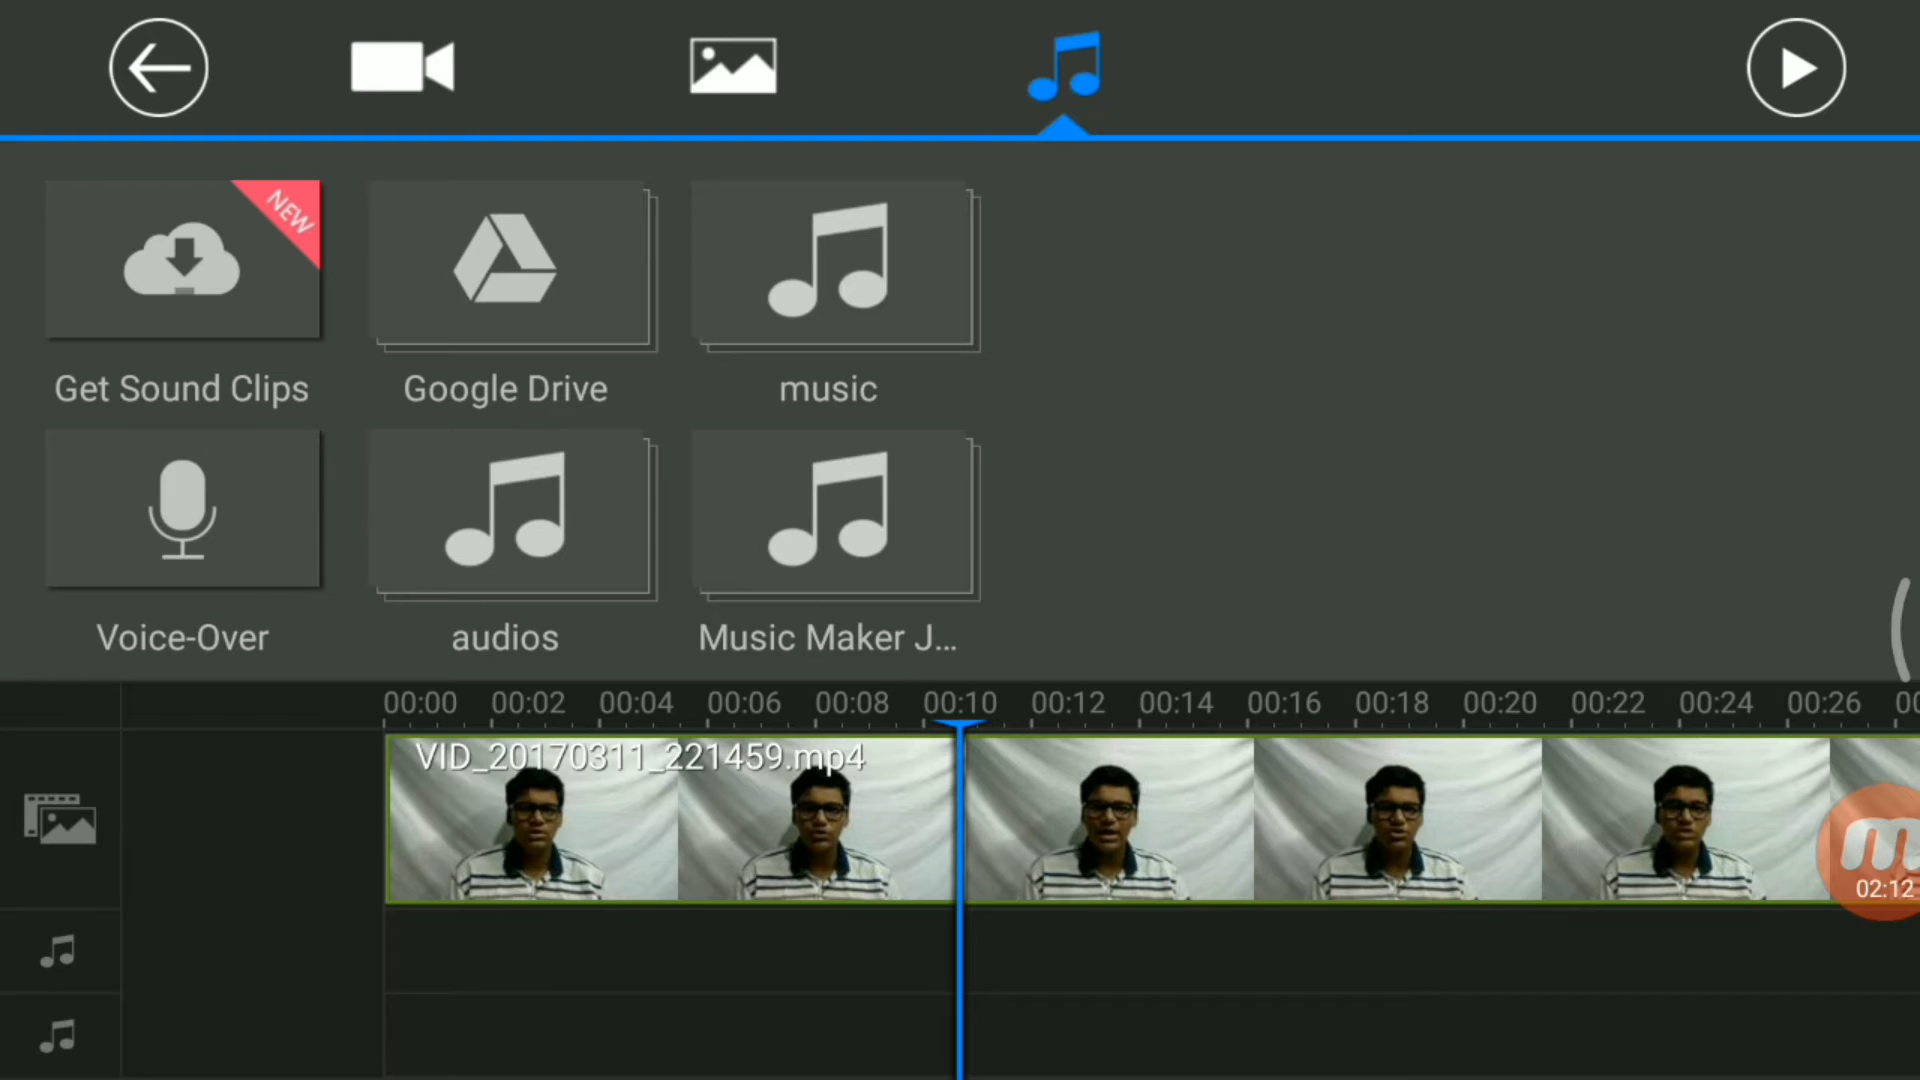 NEW
Get Sound Clips
Google Drive
music
Voice-Over
audios
Music Maker J...
00:00 00:02 00:04 00:06 00:08 00:10 00:12 00:14 00:16 00:18 00:20 00:22 00:24 00:26
VID_20170311_221459.mp4
m
02:12